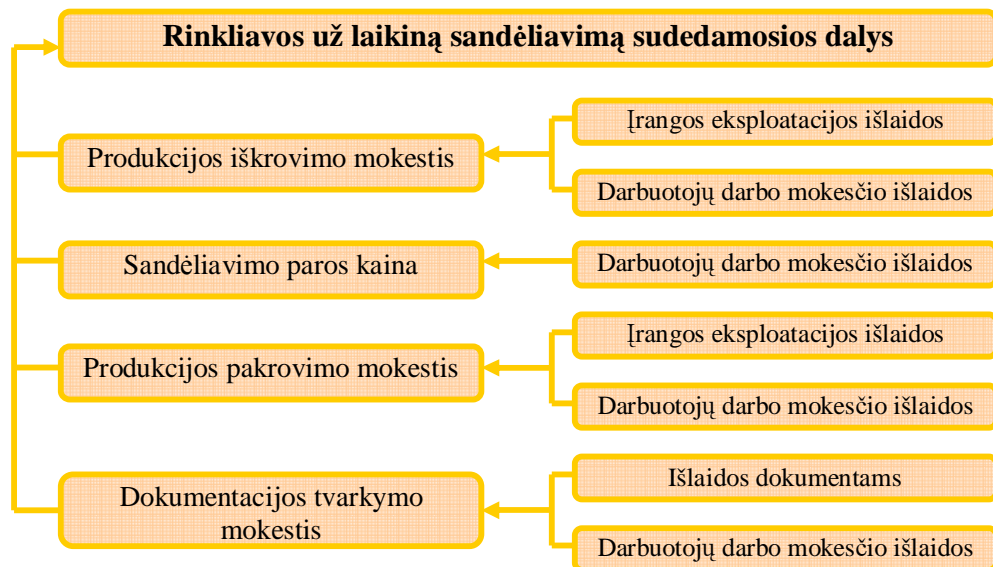 Rinkliavos už laikiną sandėliavimą sudedamosios dalys
Produkcijos iškrovimo mokestis
Įrangos eksploatacijos išlaidos
Darbuotojų darbo mokesčio išlaidos
Sandėliavimo paros kaina
Darbuotojų darbo mokesčio išlaidos
Produkcijos pakrovimo mokestis
Įrangos eksploatacijos išlaidos
Darbuotojų darbo mokesčio išlaidos
Dokumentacijos tvarkymo
mokestis
Išlaidos dokumentams
Darbuotojų darbo mokesčio išlaidos